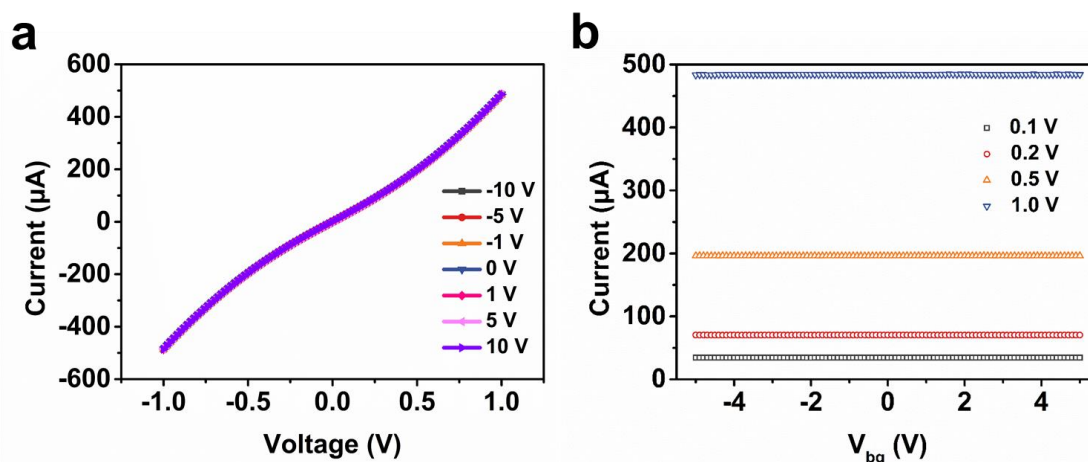 a
600
400
200
0
-200
-400
-600
Current (µA)
-10 V
-5 V
-1 V
0 V
1 V
5 V
10 V
-1.0 -0.5 0.0 0.5 1.0
Voltage (V)
b
500
400
300
200
100
0
Current (µA)
0.1 V
0.2 V
0.5 V
1.0 V
-4 -2 0 2 4
V_bg (V)